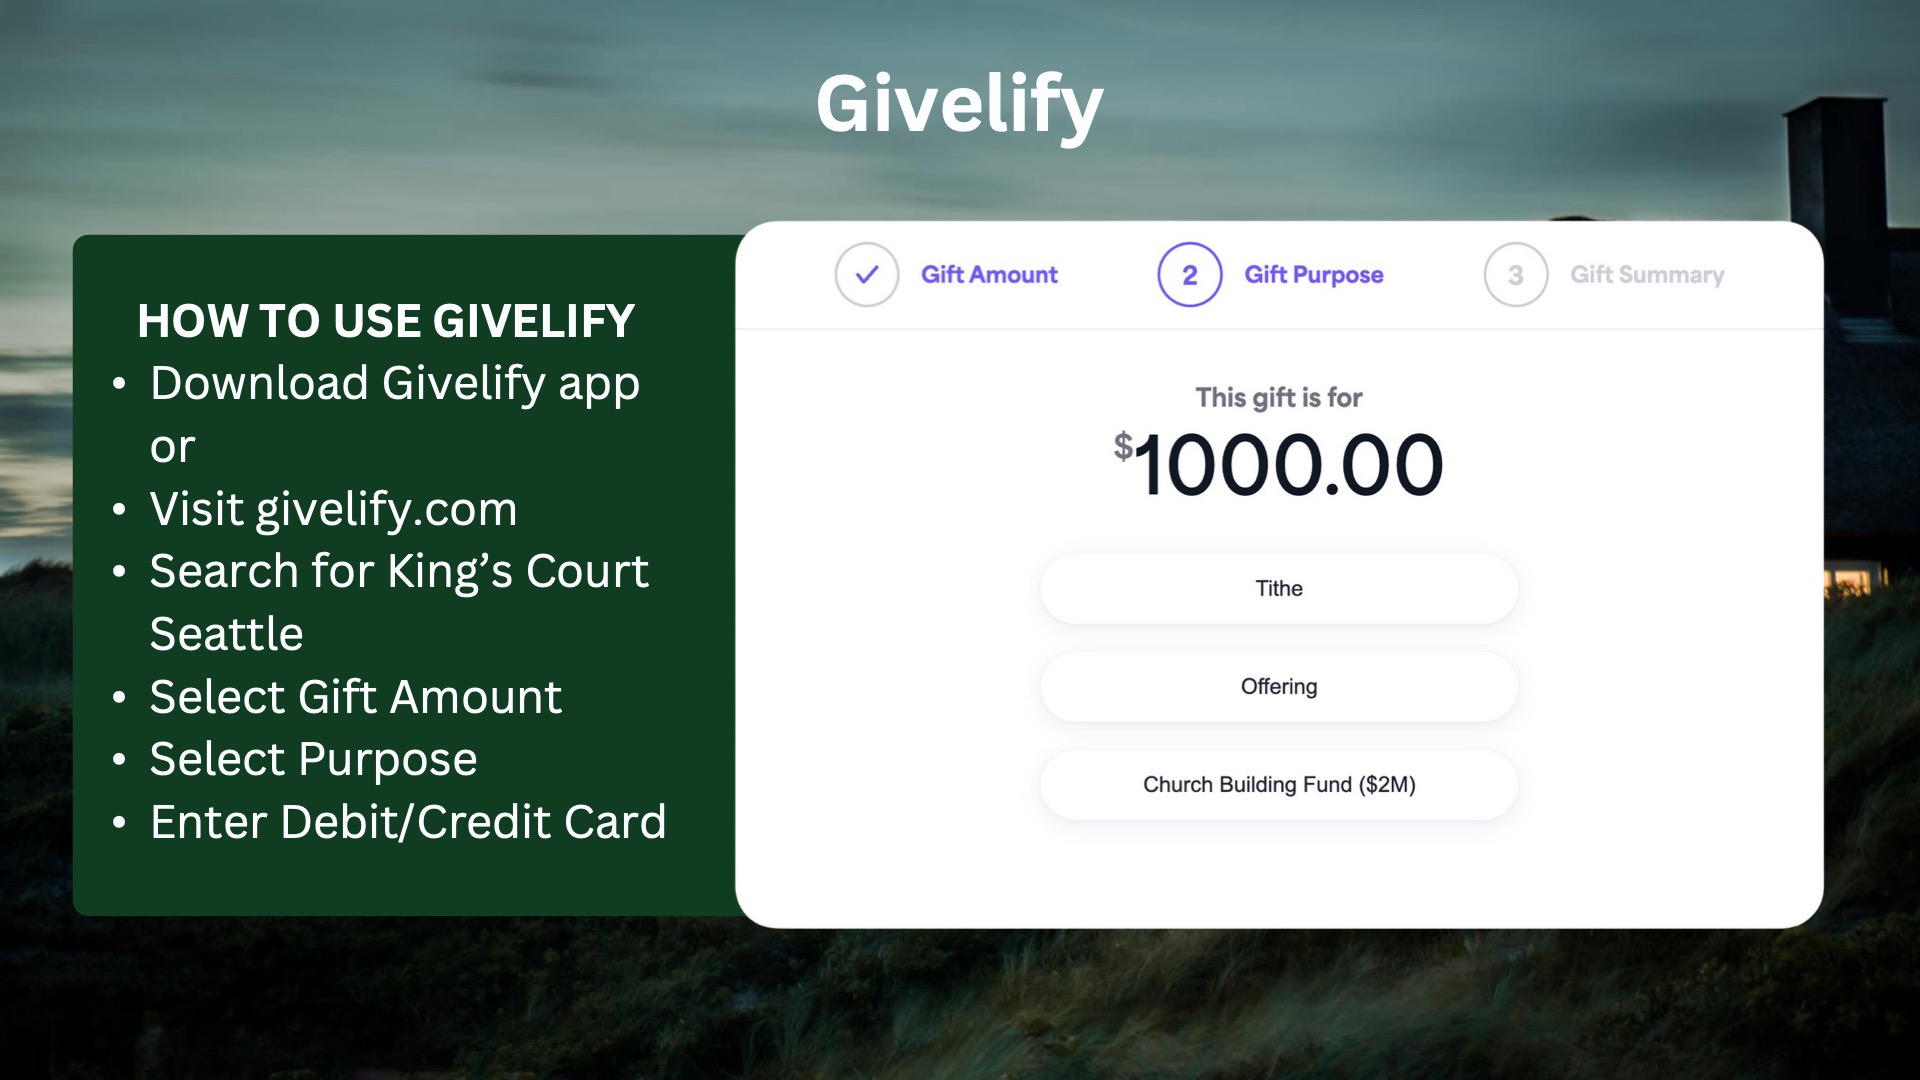 Givelify
HOW TO USE GIVELIFY
• Download Givelify app
or
• Visit givelify.com
• Search for King’s Court
Seattle
• Select Gift Amount
• Select Purpose
• Enter Debit/Credit Card
✓ Gift Amount
2 Gift Purpose
3 Gift Summary
This gift is for
$1000.00
Tithe
Offering
Church Building Fund ($2M)